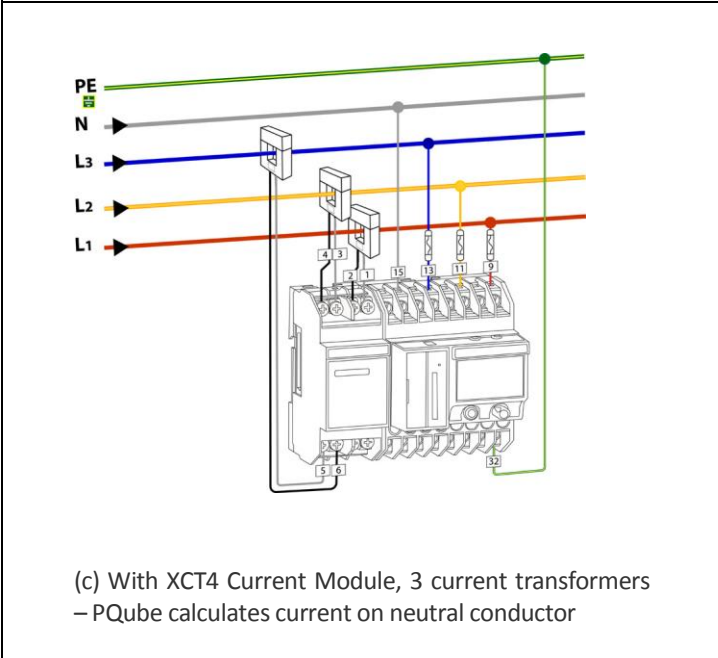 PE
N
L3
L2
L1
4 3
2 1
15
13
11
9
5 6
32
(c) With XCT4 Current Module, 3 current transformers
– PQube calculates current on neutral conductor